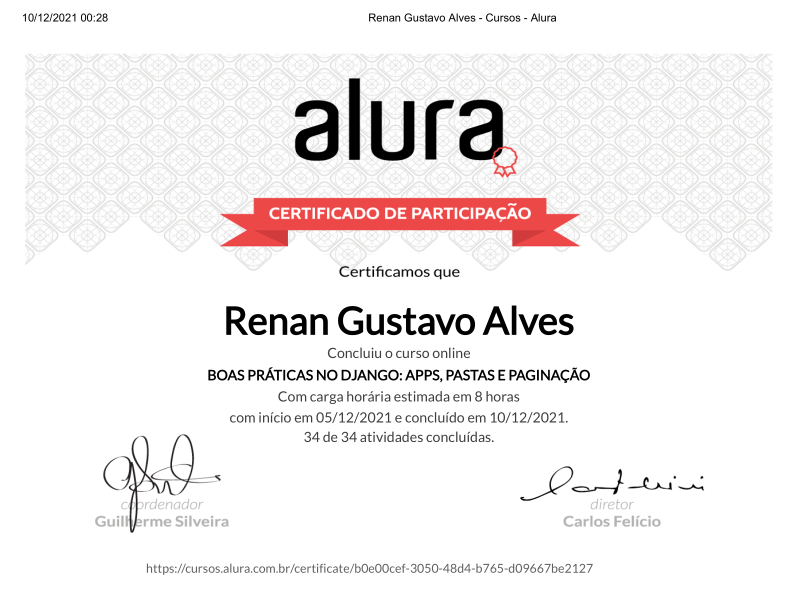 10/12/2021 00:28
Renan Gustavo Alves - Cursos - Alura
alura
CERTIFICADO DE PARTICIPAÇÃO
Certificamos que
Renan Gustavo Alves
Concluiu o curso online
BOAS PRÁTICAS NO DJANGO: APPS, PASTAS E PAGINAÇÃO
Com carga horária estimada em 8 horas
com início em 05/12/2021 e concluído em 10/12/2021.
34 de 34 atividades concluídas.
coordenador
Guilherme Silveira
diretor
Carlos Felício
https://cursos.alura.com.br/certificate/b0e00cef-3050-48d4-b765-d09667be2127